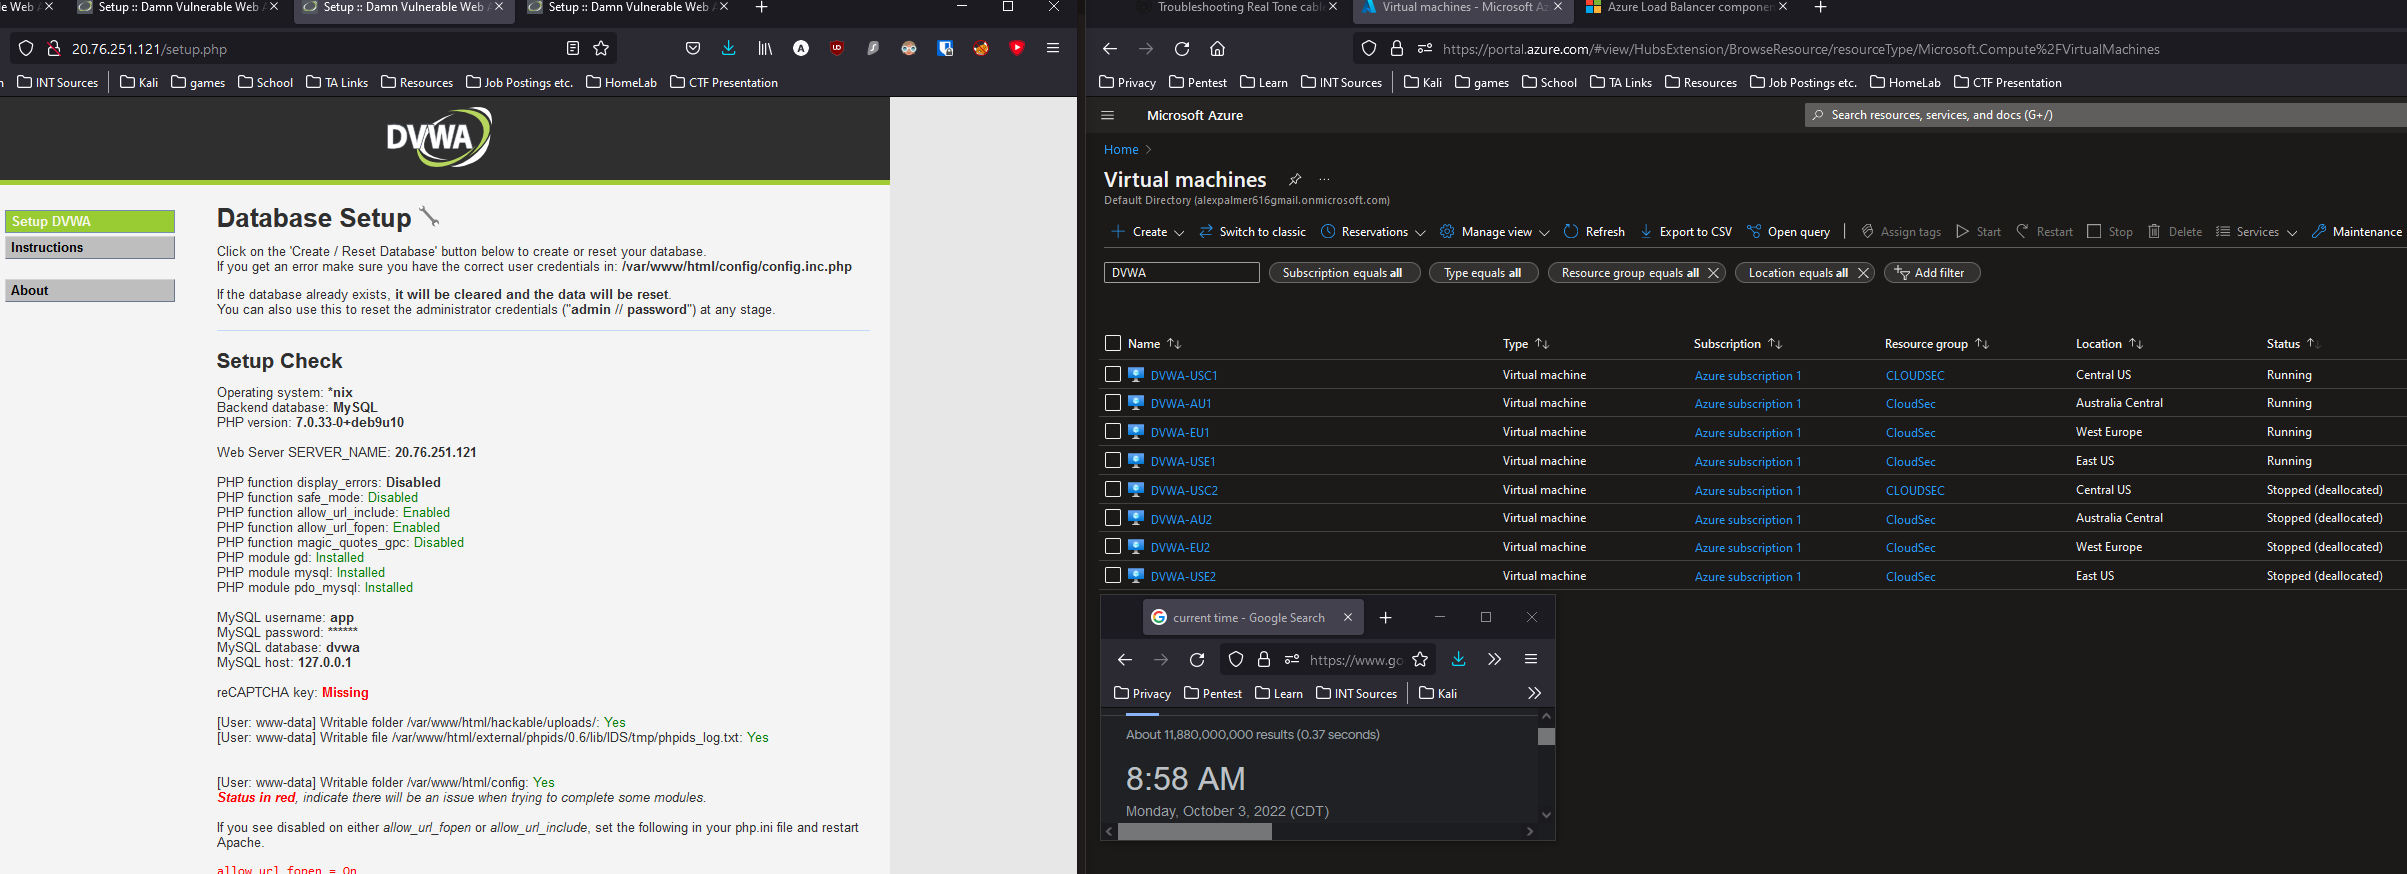 le Web A
Setup :: Damn Vulnerable Web A
Setup :: Damn Vulnerable Web A
Setup :: Damn Vulnerable Web A
20.76.251.121/setup.php
INT Sources
Kali
games
School
TA Links
Resources
Job Postings etc.
HomeLab
CTF Presentation
DVWA
Setup DVWA
Instructions
About
Database Setup
Click on the 'Create / Reset Database' button below to create or reset your database.
If you get an error make sure you have the correct user credentials in: /var/www/html/config/config.inc.php
If the database already exists, it will be cleared and the data will be reset.
You can also use this to reset the administrator credentials ("admin // password") at any stage.
Setup Check
Operating system: *nix
Backend database: MySQL
PHP version: 7.0.33-0+deb9u10
Web Server SERVER_NAME: 20.76.251.121
PHP function display_errors: Disabled
PHP function safe_mode: Disabled
PHP function allow_url_include: Enabled
PHP function allow_url_fopen: Enabled
PHP function magic_quotes_gpc: Disabled
PHP module gd: Installed
PHP module mysql: Installed
PHP module pdo_mysql: Installed
MySQL username: app
MySQL password: ******
MySQL database: dvwa
MySQL host: 127.0.0.1
reCAPTCHA key: Missing
[User: www-data] Writable folder /var/www/html/hackable/uploads/: Yes
[User: www-data] Writable file /var/www/html/external/phpids/0.6/lib/IDS/tmp/phpids_log.txt: Yes
[User: www-data] Writable folder /var/www/html/config: Yes
Status in red, indicate there will be an issue when trying to complete some modules.
If you see disabled on either allow_url_fopen or allow_url_include, set the following in your php.ini file and restart
Apache.
allow_url_fopen = On
Troubleshooting Real Tone cable
Virtual machines - Microsoft Az
Azure Load Balancer componen
https://portal.azure.com/#view/HubsExtension/BrowseResource/resourceType/Microsoft.Compute%2FVirtualMachines
Privacy
Pentest
Learn
INT Sources
Kali
games
School
TA Links
Resources
Job Postings etc.
HomeLab
CTF Presentation
Microsoft Azure
Search resources, services, and docs (G+/)
Home >
Virtual machines
Default Directory (alexpalmer616gmail.onmicrosoft.com)
Create
Switch to classic
Reservations
Manage view
Refresh
Export to CSV
Open query
Assign tags
Start
Restart
Stop
Delete
Services
Maintenance
DVWA
Subscription equals all
Type equals all
Resource group equals all
Location equals all
Add filter
Name Type Subscription Resource group Location Status
DVWA-USC1 Virtual machine Azure subscription 1 CLOUDSEC Central US Running
DVWA-AU1 Virtual machine Azure subscription 1 CloudSec Australia Central Running
DVWA-EU1 Virtual machine Azure subscription 1 CloudSec West Europe Running
DVWA-USE1 Virtual machine Azure subscription 1 CloudSec East US Running
DVWA-USC2 Virtual machine Azure subscription 1 CLOUDSEC Central US Stopped (deallocated)
DVWA-AU2 Virtual machine Azure subscription 1 CloudSec Australia Central Stopped (deallocated)
DVWA-EU2 Virtual machine Azure subscription 1 CloudSec West Europe Stopped (deallocated)
DVWA-USE2 Virtual machine Azure subscription 1 CloudSec East US Stopped (deallocated)
current time - Google Search
https://www.go
Privacy
Pentest
Learn
INT Sources
Kali
About 11,880,000,000 results (0.37 seconds)
8:58 AM
Monday, October 3, 2022 (CDT)